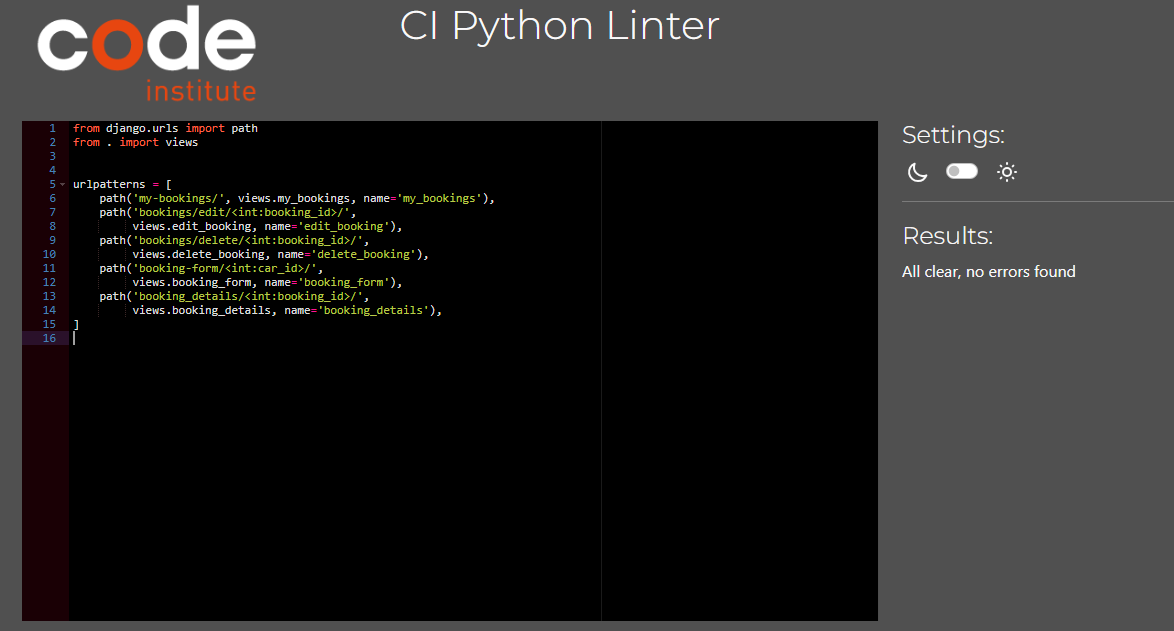 code
institute
CI Python Linter
1 from django.urls import path
2 from . import views
3
4
5 urlpatterns = [
6     path('my-bookings/', views.my_bookings, name='my_bookings'),
7     path('bookings/edit/<int:booking_id>/',
8          views.edit_booking, name='edit_booking'),
9     path('bookings/delete/<int:booking_id>/',
10          views.delete_booking, name='delete_booking'),
11     path('booking-form/<int:car_id>/',
12          views.booking_form, name='booking_form'),
13     path('booking_details/<int:booking_id>/',
14          views.booking_details, name='booking_details'),
15 ]
16
Settings:
Results:
All clear, no errors found